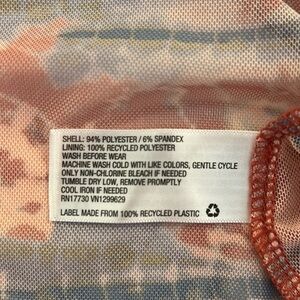 SHELL: 94% POLYESTER / 6% SPANDEX
LINING: 100% RECYCLED POLYESTER
WASH BEFORE WEAR
MACHINE WASH COLD WITH LIKE COLORS, GENTLE CYCLE
ONLY NON-CHLORINE BLEACH IF NEEDED
TUMBLE DRY LOW, REMOVE PROMPTLY
COOL IRON IF NEEDED
RN17730 VN1299629
LABEL MADE FROM 100% RECYCLED PLASTIC